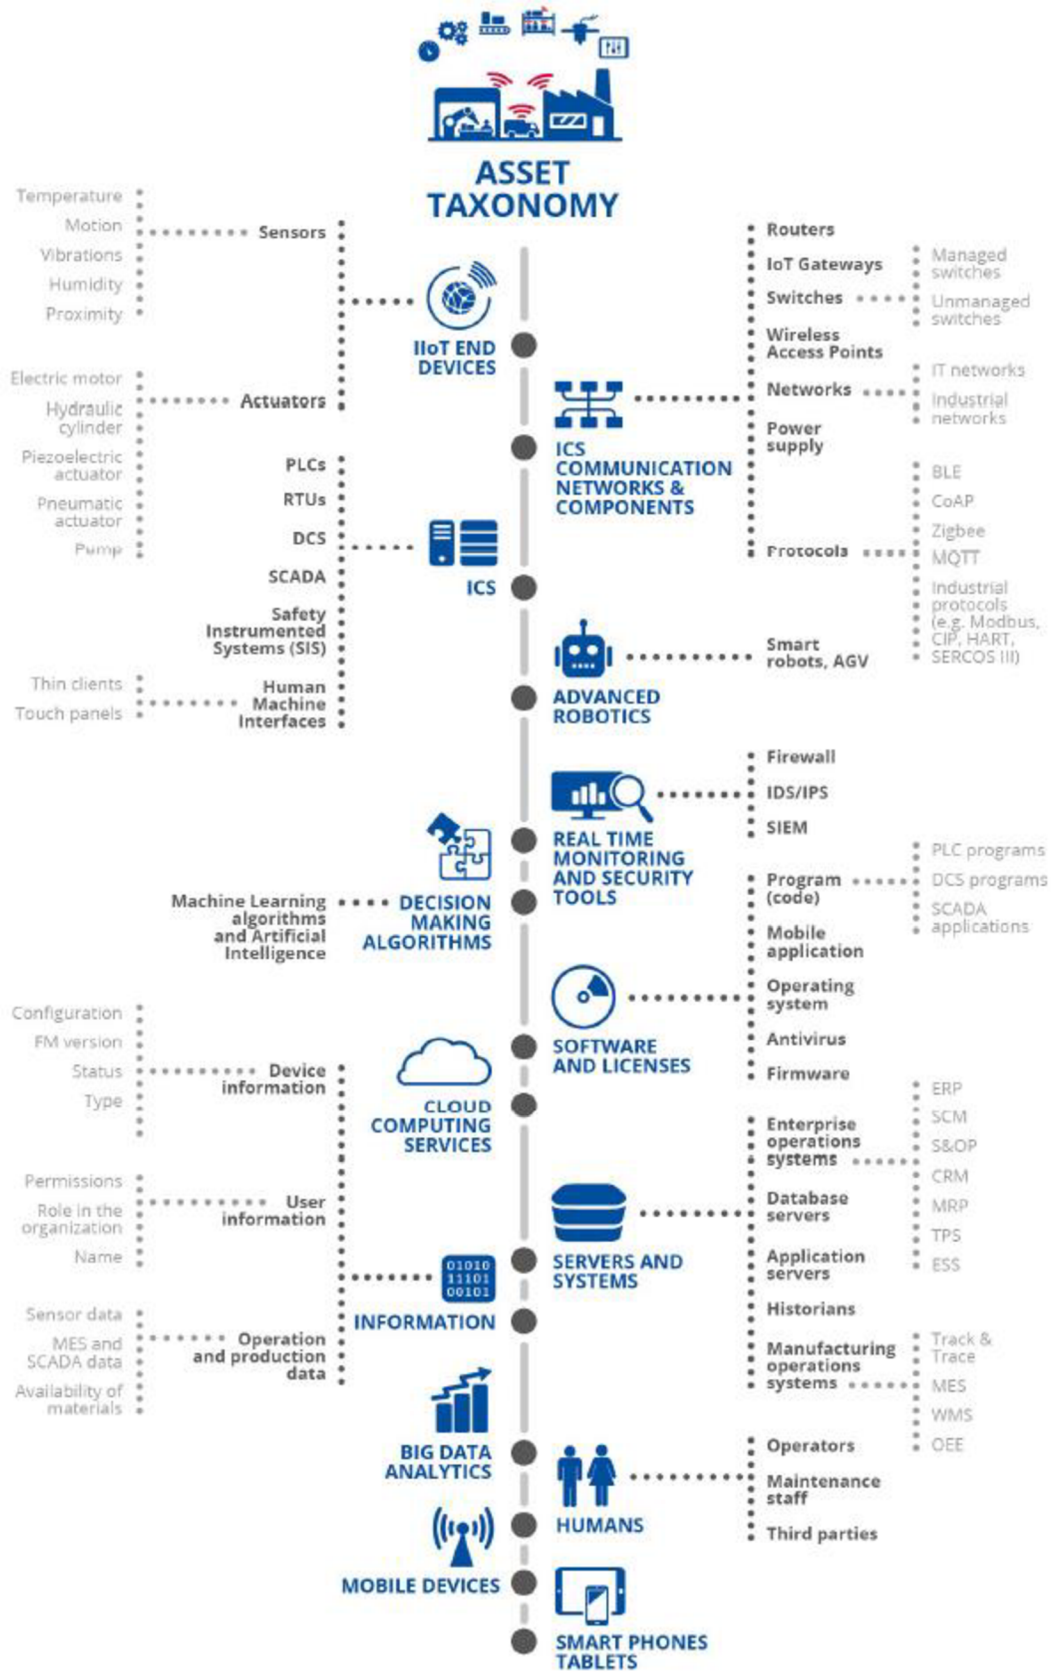 ASSET
TAXONOMY
Temperature
Motion
Vibrations
Humidity
Proximity
Sensors
Electric motor
Hydraulic
cylinder
Piezoelectric
actuator
Pneumatic
actuator
Pump
Actuators
IIoT END
DEVICES
Routers
IoT Gateways
Switches
Managed
switches
Unmanaged
switches
Wireless
Access Points
Networks
IT networks
Industrial
networks
Power
supply
Protocols
BLE
CoAP
Zigbee
MQTT
Industrial
protocols
(e.g. Modbus,
CIP, HART,
SERCOS III)
ICS
COMMUNICATION
NETWORKS &
COMPONENTS
PLCs
RTUs
DCS
SCADA
Safety
Instrumented
Systems (SIS)
Human
Machine
Interfaces
Thin clients
Touch panels
ICS
Smart
robots, AGV
ADVANCED
ROBOTICS
Firewall
IDS/IPS
SIEM
REAL TIME
MONITORING
AND SECURITY
TOOLS
Machine Learning
algorithms
and Artificial
Intelligence
DECISION
MAKING
ALGORITHMS
Program
(code)
PLC programs
DCS programs
SCADA
applications
Mobile
application
Operating
system
Antivirus
Firmware
SOFTWARE
AND LICENSES
CLOUD
COMPUTING
SERVICES
Configuration
FM version
Status
Type
Device
information
Permissions
Role in the
organization
Name
User
information
Sensor data
MES and
SCADA data
Availability of
materials
Operation
and production
data
01010
11101
00101
INFORMATION
Enterprise
operations
systems
ERP
SCM
S&OP
CRM
MRP
TPS
ESS
Database
servers
Application
servers
Historians
Manufacturing
operations
systems
Track &
Trace
MES
WMS
OEE
SERVERS AND
SYSTEMS
BIG DATA
ANALYTICS
Operators
Maintenance
staff
Third parties
HUMANS
MOBILE DEVICES
SMART PHONES
TABLETS